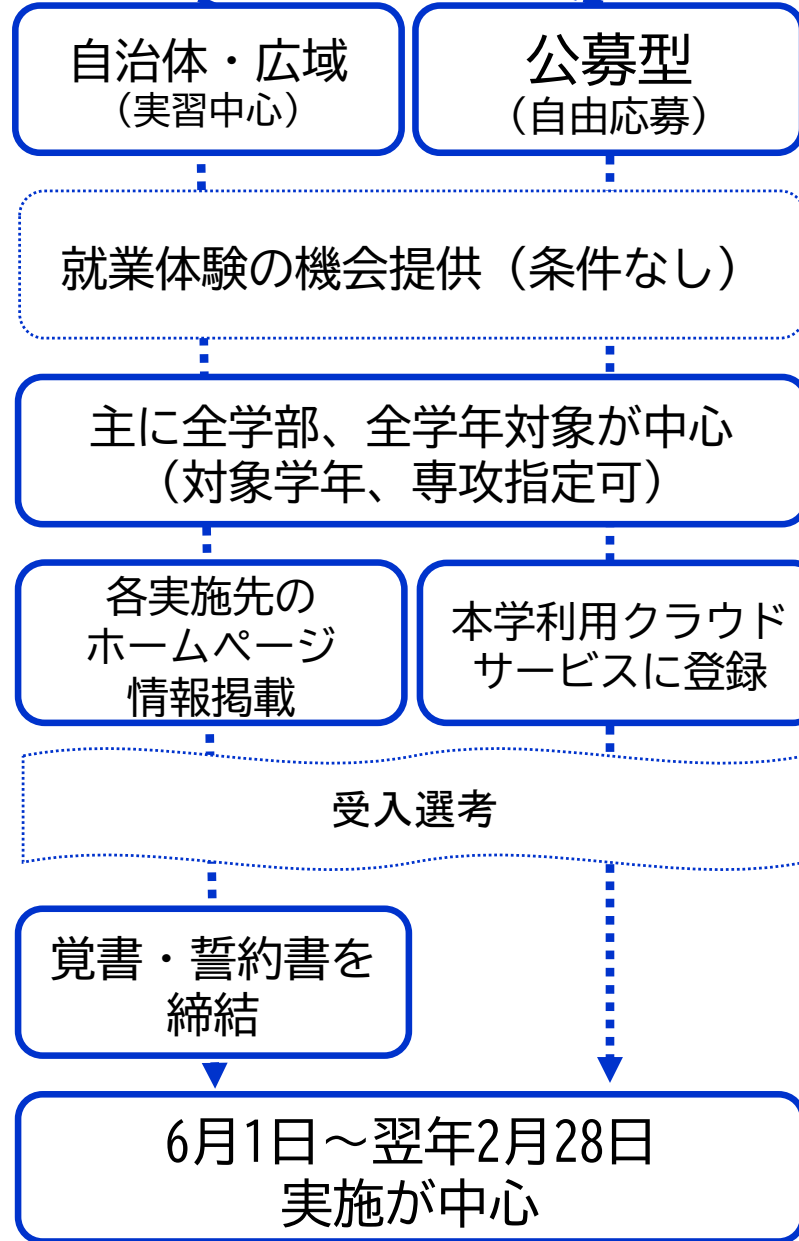 自治体・広域
（実習中心）
公募型
（自由応募）
就業体験の機会提供（条件なし）
主に全学部、全学年対象が中心
（対象学年、専攻指定可）
各実施先の
ホームページ
情報掲載
本学利用クラウド
サービスに登録
受入選考
覚書・誓約書を
締結
6月1日～翌年2月28日
実施が中心